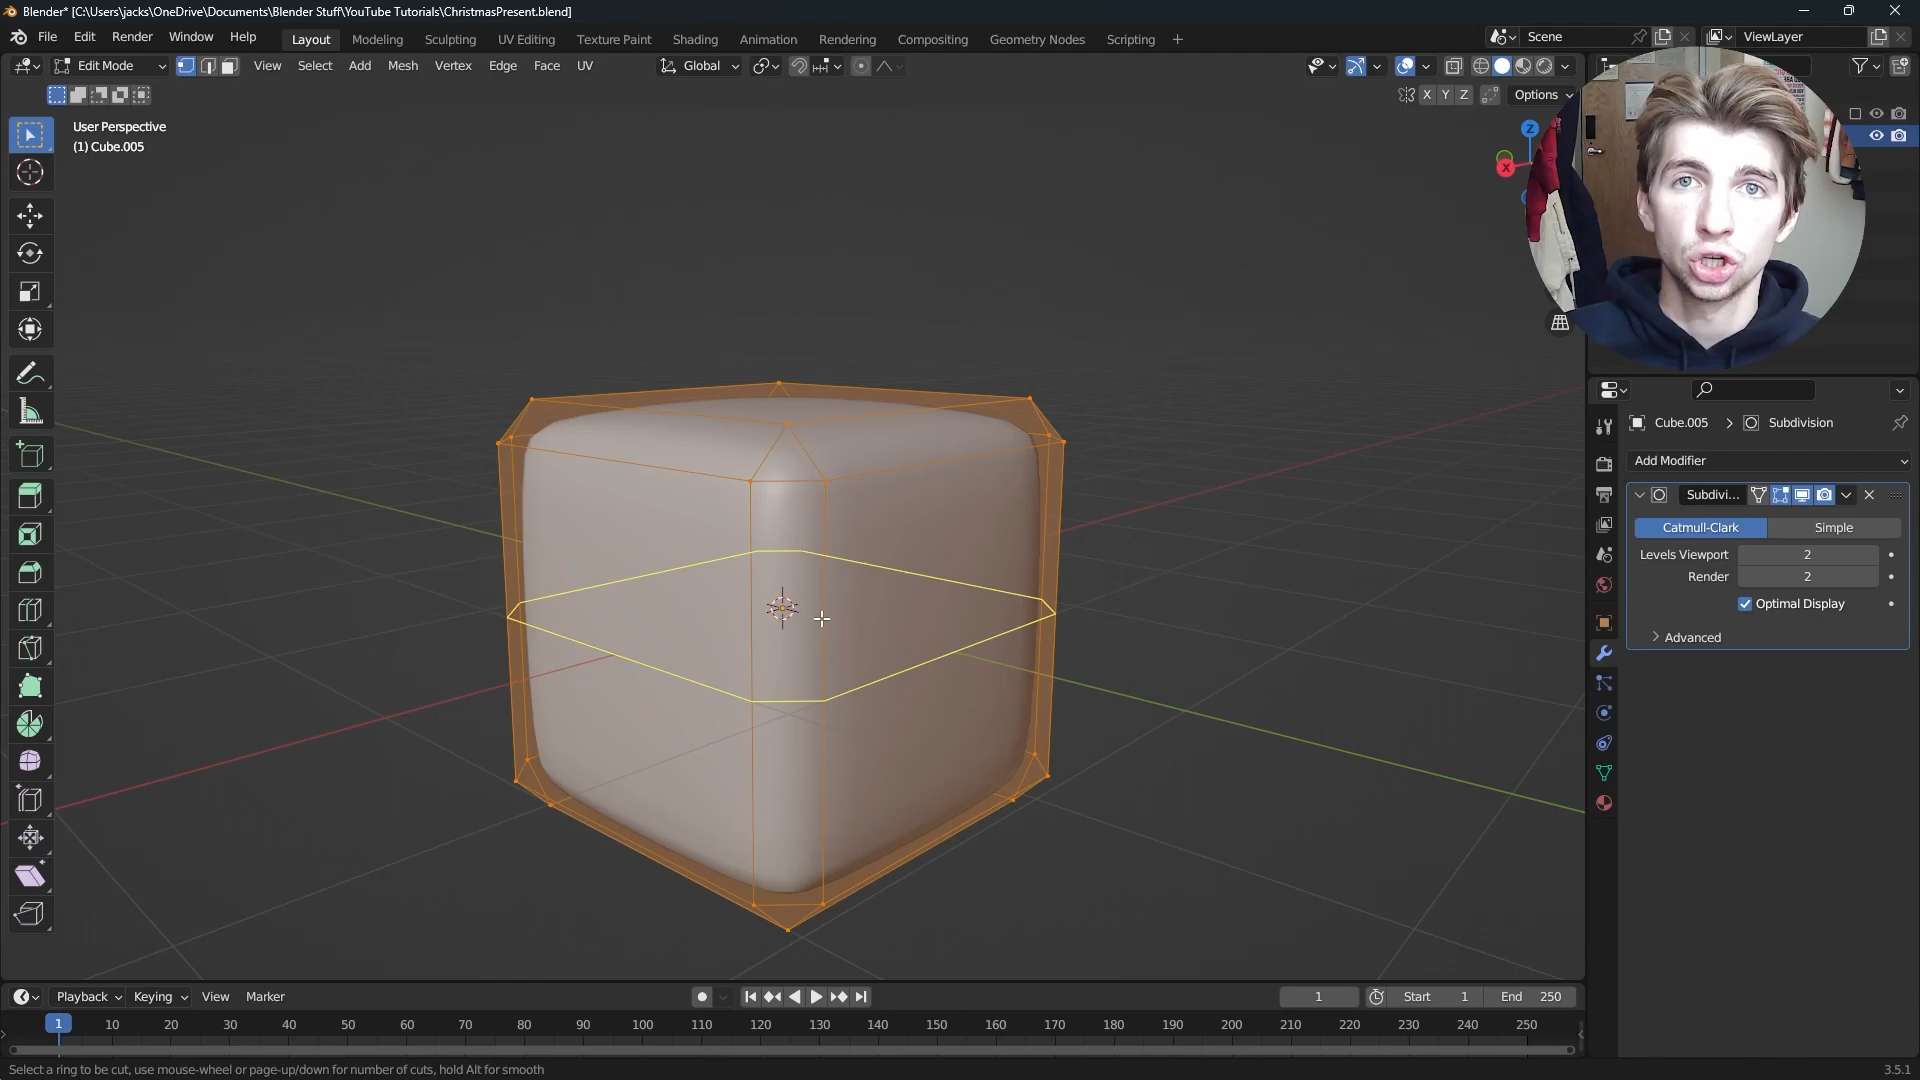 Blender* [C:\Users\jacks\OneDrive\Documents\Blender Stuff\YouTube Tutorials\ChristmasPresent.blend]
File Edit Render Window Help Layout Modeling Sculpting UV Editing Texture Paint Shading Animation Rendering Compositing Geometry Nodes Scripting + Scene ViewLayer
Edit Mode View Select Add Mesh Vertex Edge Face UV Global
X Y Z Options
User Perspective
(1) Cube.005
Z
X
Cube.005 > Subdivision
Add Modifier
Subdivi...
Catmull-Clark Simple
Levels Viewport 2
Render 2
Optimal Display
Advanced
Playback Keying View Marker 1 Start 1 End 250
1 10 20 30 40 50 60 70 80 90 100 110 120 130 140 150 160 170 180 190 200 210 220 230 240 250
Select a ring to be cut, use mouse-wheel or page-up/down for number of cuts, hold Alt for smooth 3.5.1